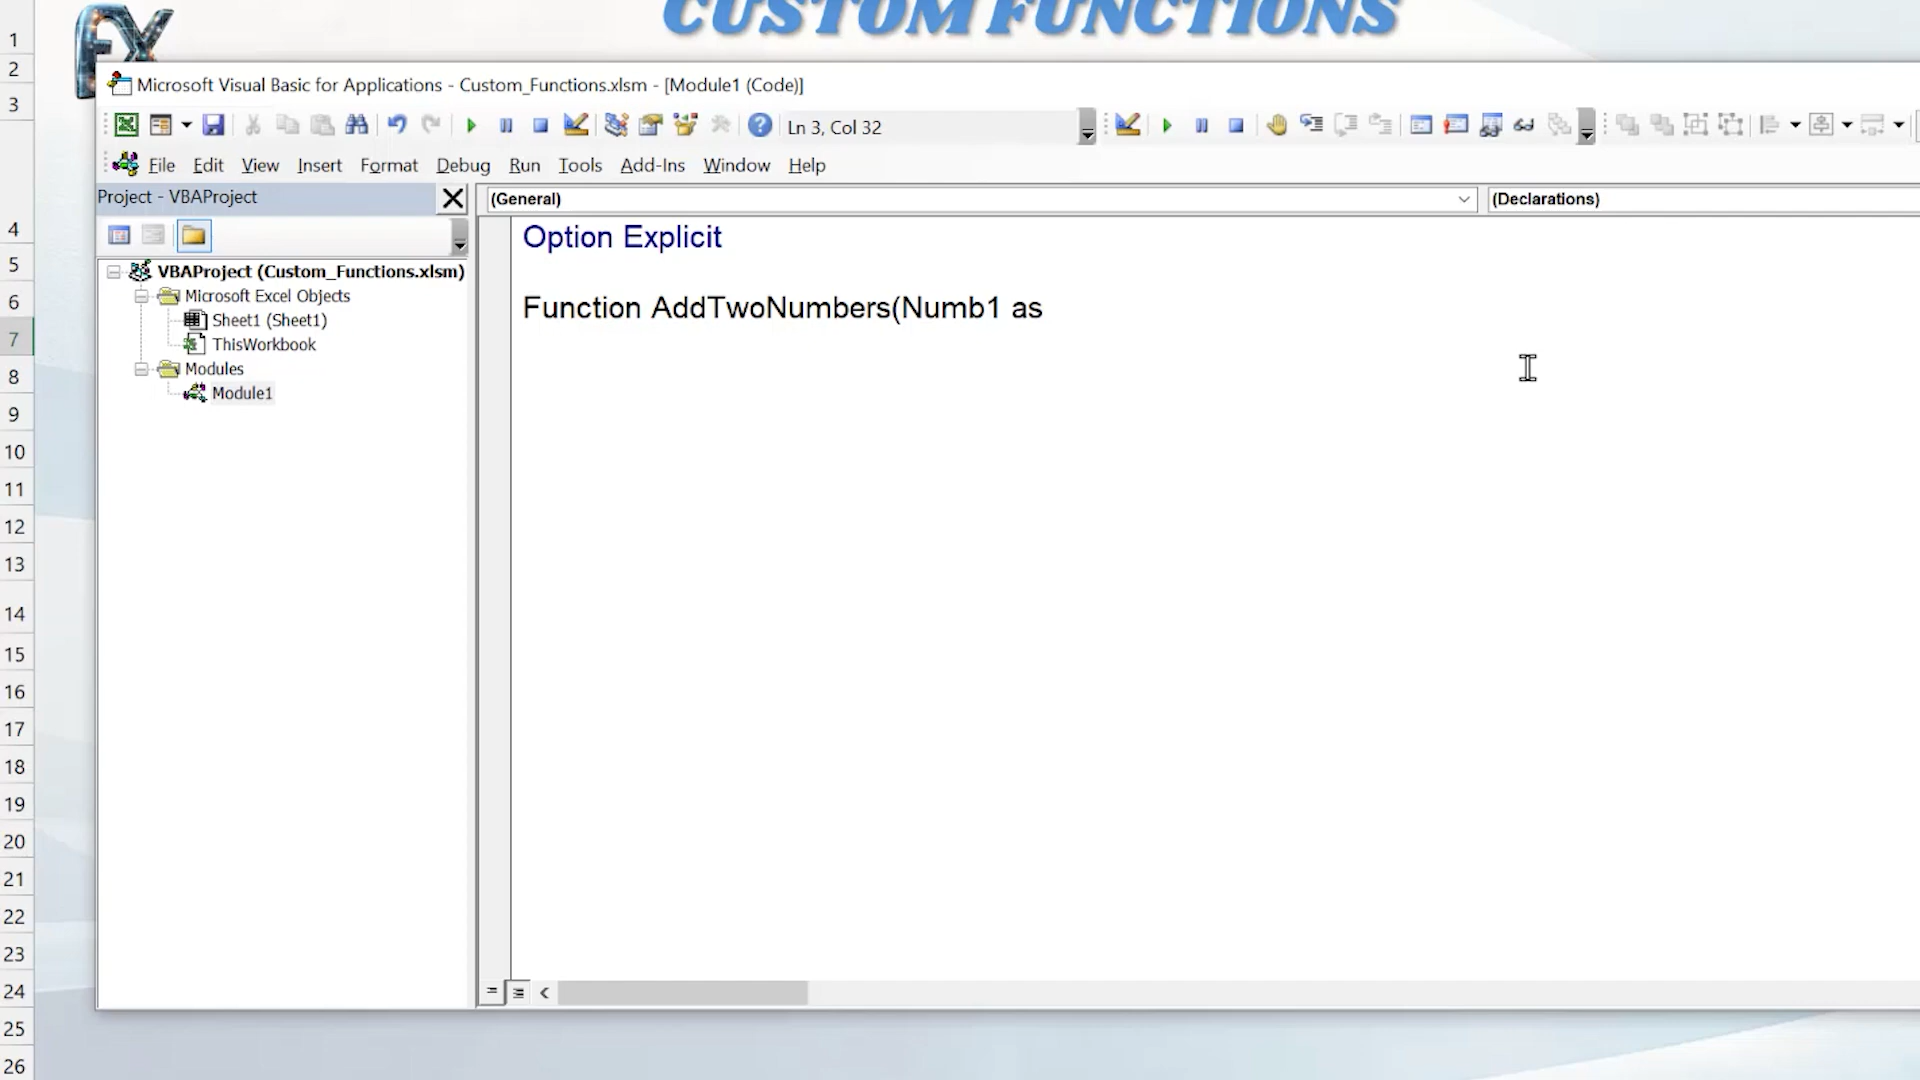 CUSTOM FUNCTIONS
FX
Microsoft Visual Basic for Applications - Custom_Functions.xlsm - [Module1 (Code)]
Ln 3, Col 32
File Edit View Insert Format Debug Run Tools Add-Ins Window Help
Project - VBAProject
(General)
(Declarations)
VBAProject (Custom_Functions.xlsm)
Microsoft Excel Objects
Sheet1 (Sheet1)
ThisWorkbook
Modules
Module1
Option Explicit
Function AddTwoNumbers(Numb1 as
1
2
3
4
5
6
7
8
9
10
11
12
13
14
15
16
17
18
19
20
21
22
23
24
25
26